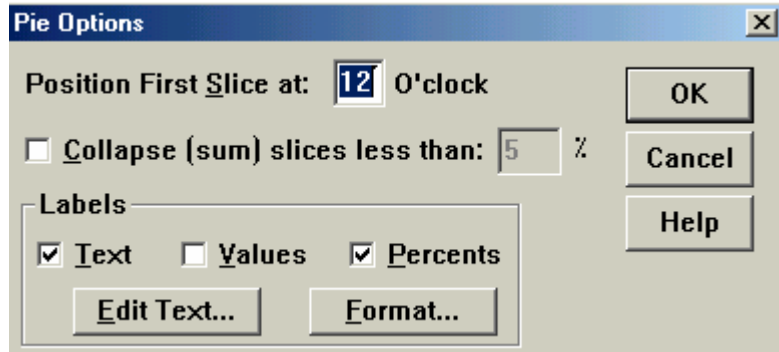 Pie Options
Position First Slice at: 12 O'clock
OK
Collapse (sum) slices less than: 5 %
Cancel
Labels
Help
Text Values Percents
Edit Text... Format...